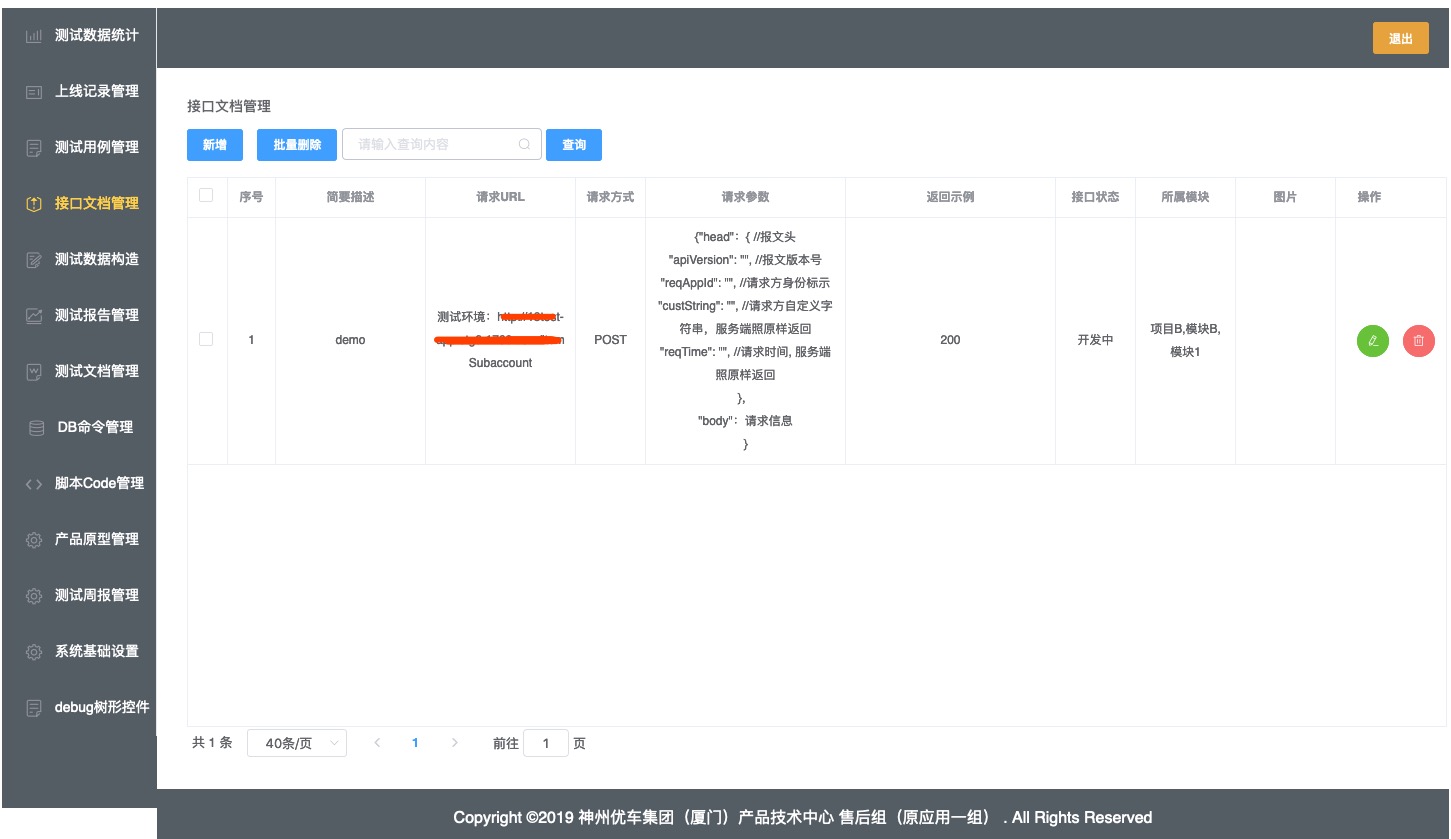 测试数据统计
上线记录管理
测试用例管理
接口文档管理
测试数据构造
测试报告管理
测试文档管理
DB命令管理
脚本Code管理
产品原型管理
测试周报管理
系统基础设置
debug树形控件
退出
接口文档管理
新增 批量删除 请输入查询内容 查询
序号 简要描述 请求URL 请求方式 请求参数 返回示例 接口状态 所属模块 图片 操作
1
demo
测试环境：
Subaccount
POST
{"head"：{ //报文头
"apiVersion": "", //报文版本号
"reqAppId": "", //请求方身份标示
"custString": "", //请求方自定义字
符串，服务端照原样返回
"reqTime": "", //请求时间, 服务端
照原样返回
},
"body"：请求信息
}
200
开发中
项目B,模块B,
模块1
共 1 条 40条/页 1 前往 1 页
Copyright ©2019 神州优车集团（厦门）产品技术中心 售后组（原应用一组） . All Rights Reserved